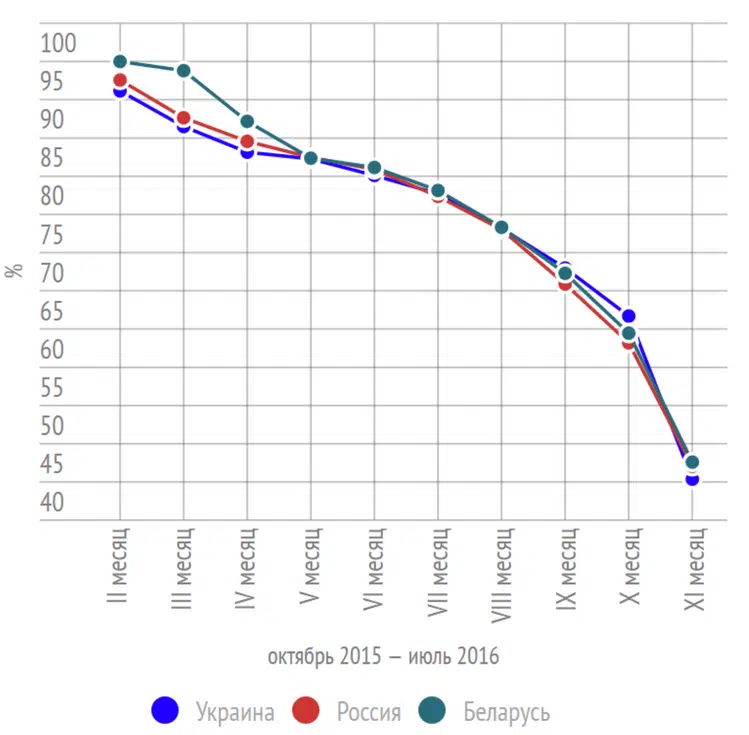 100
95
90
85
80
75
70
65
60
55
50
45
40
%
II месяц
III месяц
IV месяц
V месяц
VI месяц
VII месяц
VIII месяц
IX месяц
X месяц
XI месяц
октябрь 2015 — июль 2016
Украина Россия Беларусь